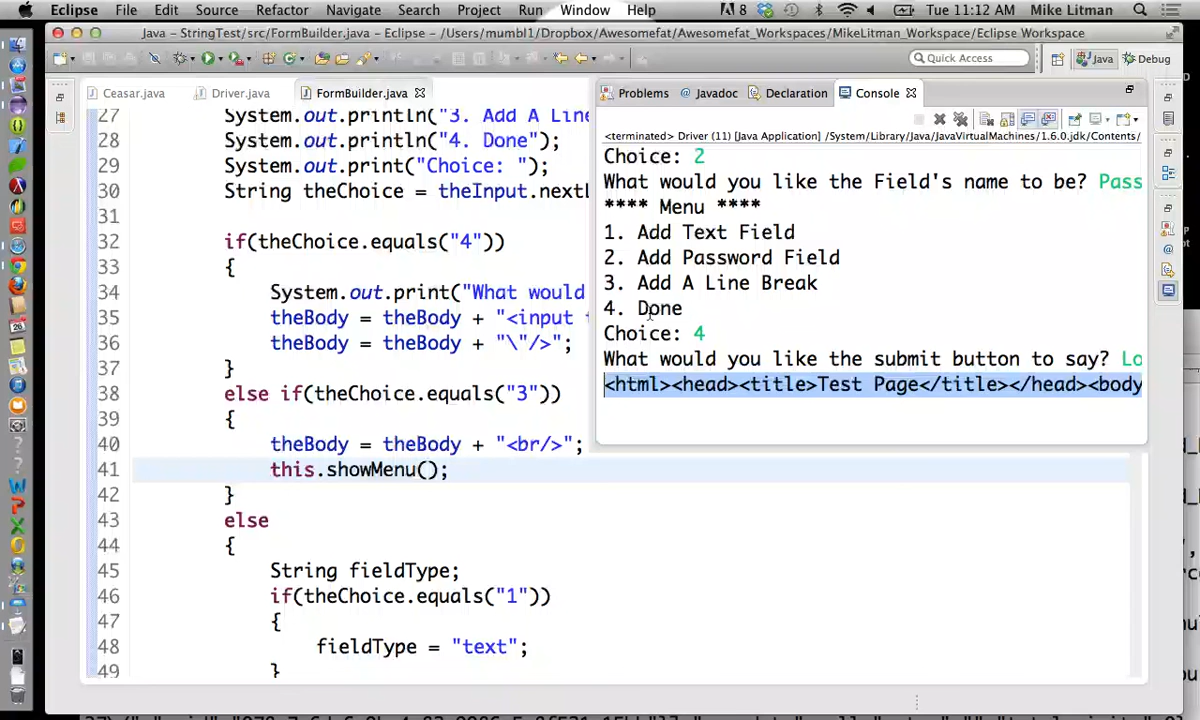 Eclipse File Edit Source Refactor Navigate Search Project Run Window Help 8 Tue 11:12 AM Mike Litman
Java – StringTest/src/FormBuilder.java – Eclipse – /Users/mumbl1/Dropbox/Awesomefat/Awesomefat_Workspaces/MikeLitman_Workspace/Eclipse Workspace
Quick Access Java Debug
Ceasar.java Driver.java FormBuilder.java
27 System.out.println("3. Add A Line
28 System.out.println("4. Done");
29 System.out.print("Choice: ");
30 String theChoice = theInput.nextL
31
32 if(theChoice.equals("4"))
33 {
34 System.out.print("What would
35 theBody = theBody + "<input t
36 theBody = theBody + "\"/>";
37 }
38 else if(theChoice.equals("3"))
39 {
40 theBody = theBody + "<br/>";
41 this.showMenu();
42 }
43 else
44 {
45 String fieldType;
46 if(theChoice.equals("1"))
47 {
48 fieldType = "text";
49 }
Problems @ Javadoc Declaration Console
<terminated> Driver (11) [Java Application] /System/Library/Java/JavaVirtualMachines/1.6.0.jdk/Contents/
Choice: 2
What would you like the Field's name to be? Pass
**** Menu ****
1. Add Text Field
2. Add Password Field
3. Add A Line Break
4. Done
Choice: 4
What would you like the submit button to say? Lo
<html><head><title>Test Page</title></head><body